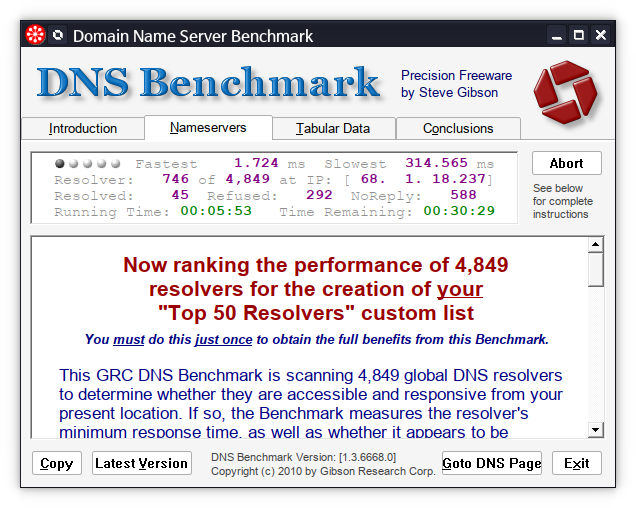 Domain Name Server Benchmark
DNS Benchmark
Precision Freeware
by Steve Gibson
Introduction
Nameservers
Tabular Data
Conclusions
Fastest 1.724 ms Slowest 314.565 ms
Resolver: 746 of 4,849 at IP: [ 68. 1. 18.237]
Resolved: 45 Refused: 292 NoReply: 588
Running Time: 00:05:53 Time Remaining: 00:30:29
Abort
See below
for complete
instructions
Now ranking the performance of 4,849
resolvers for the creation of your
"Top 50 Resolvers" custom list
You must do this just once to obtain the full benefits from this Benchmark.
This GRC DNS Benchmark is scanning 4,849 global DNS resolvers
to determine whether they are accessible and responsive from your
present location. If so, the Benchmark measures the resolver's
minimum response time, as well as whether it appears to be
Copy
Latest Version
DNS Benchmark Version: [1.3.6668.0]
Copyright (c) 2010 by Gibson Research Corp.
Goto DNS Page
Exit